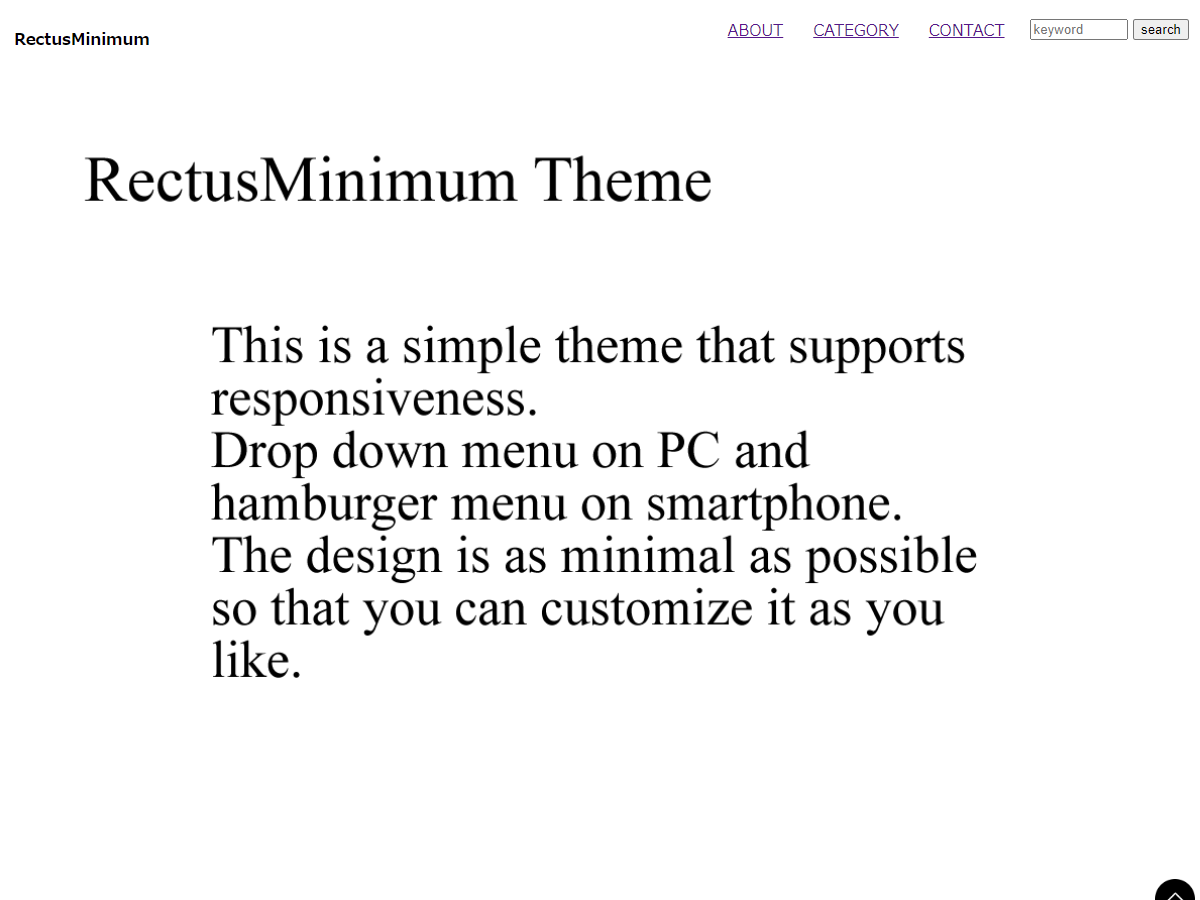 RectusMinimum
ABOUT CATEGORY CONTACT keyword search
RectusMinimum Theme
This is a simple theme that supports
responsiveness.
Drop down menu on PC and
hamburger menu on smartphone.
The design is as minimal as possible
so that you can customize it as you
like.